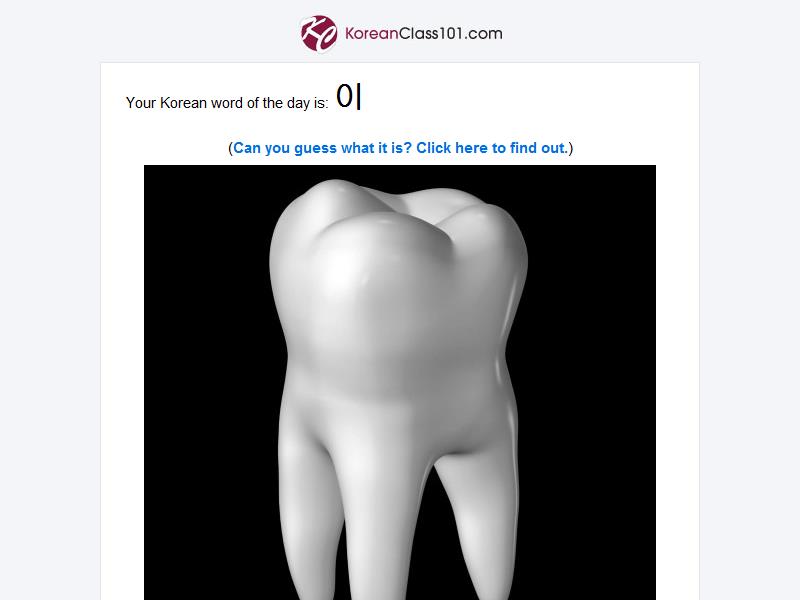 KoreanClass101.com
Your Korean word of the day is: 이
(Can you guess what it is? Click here to find out.)